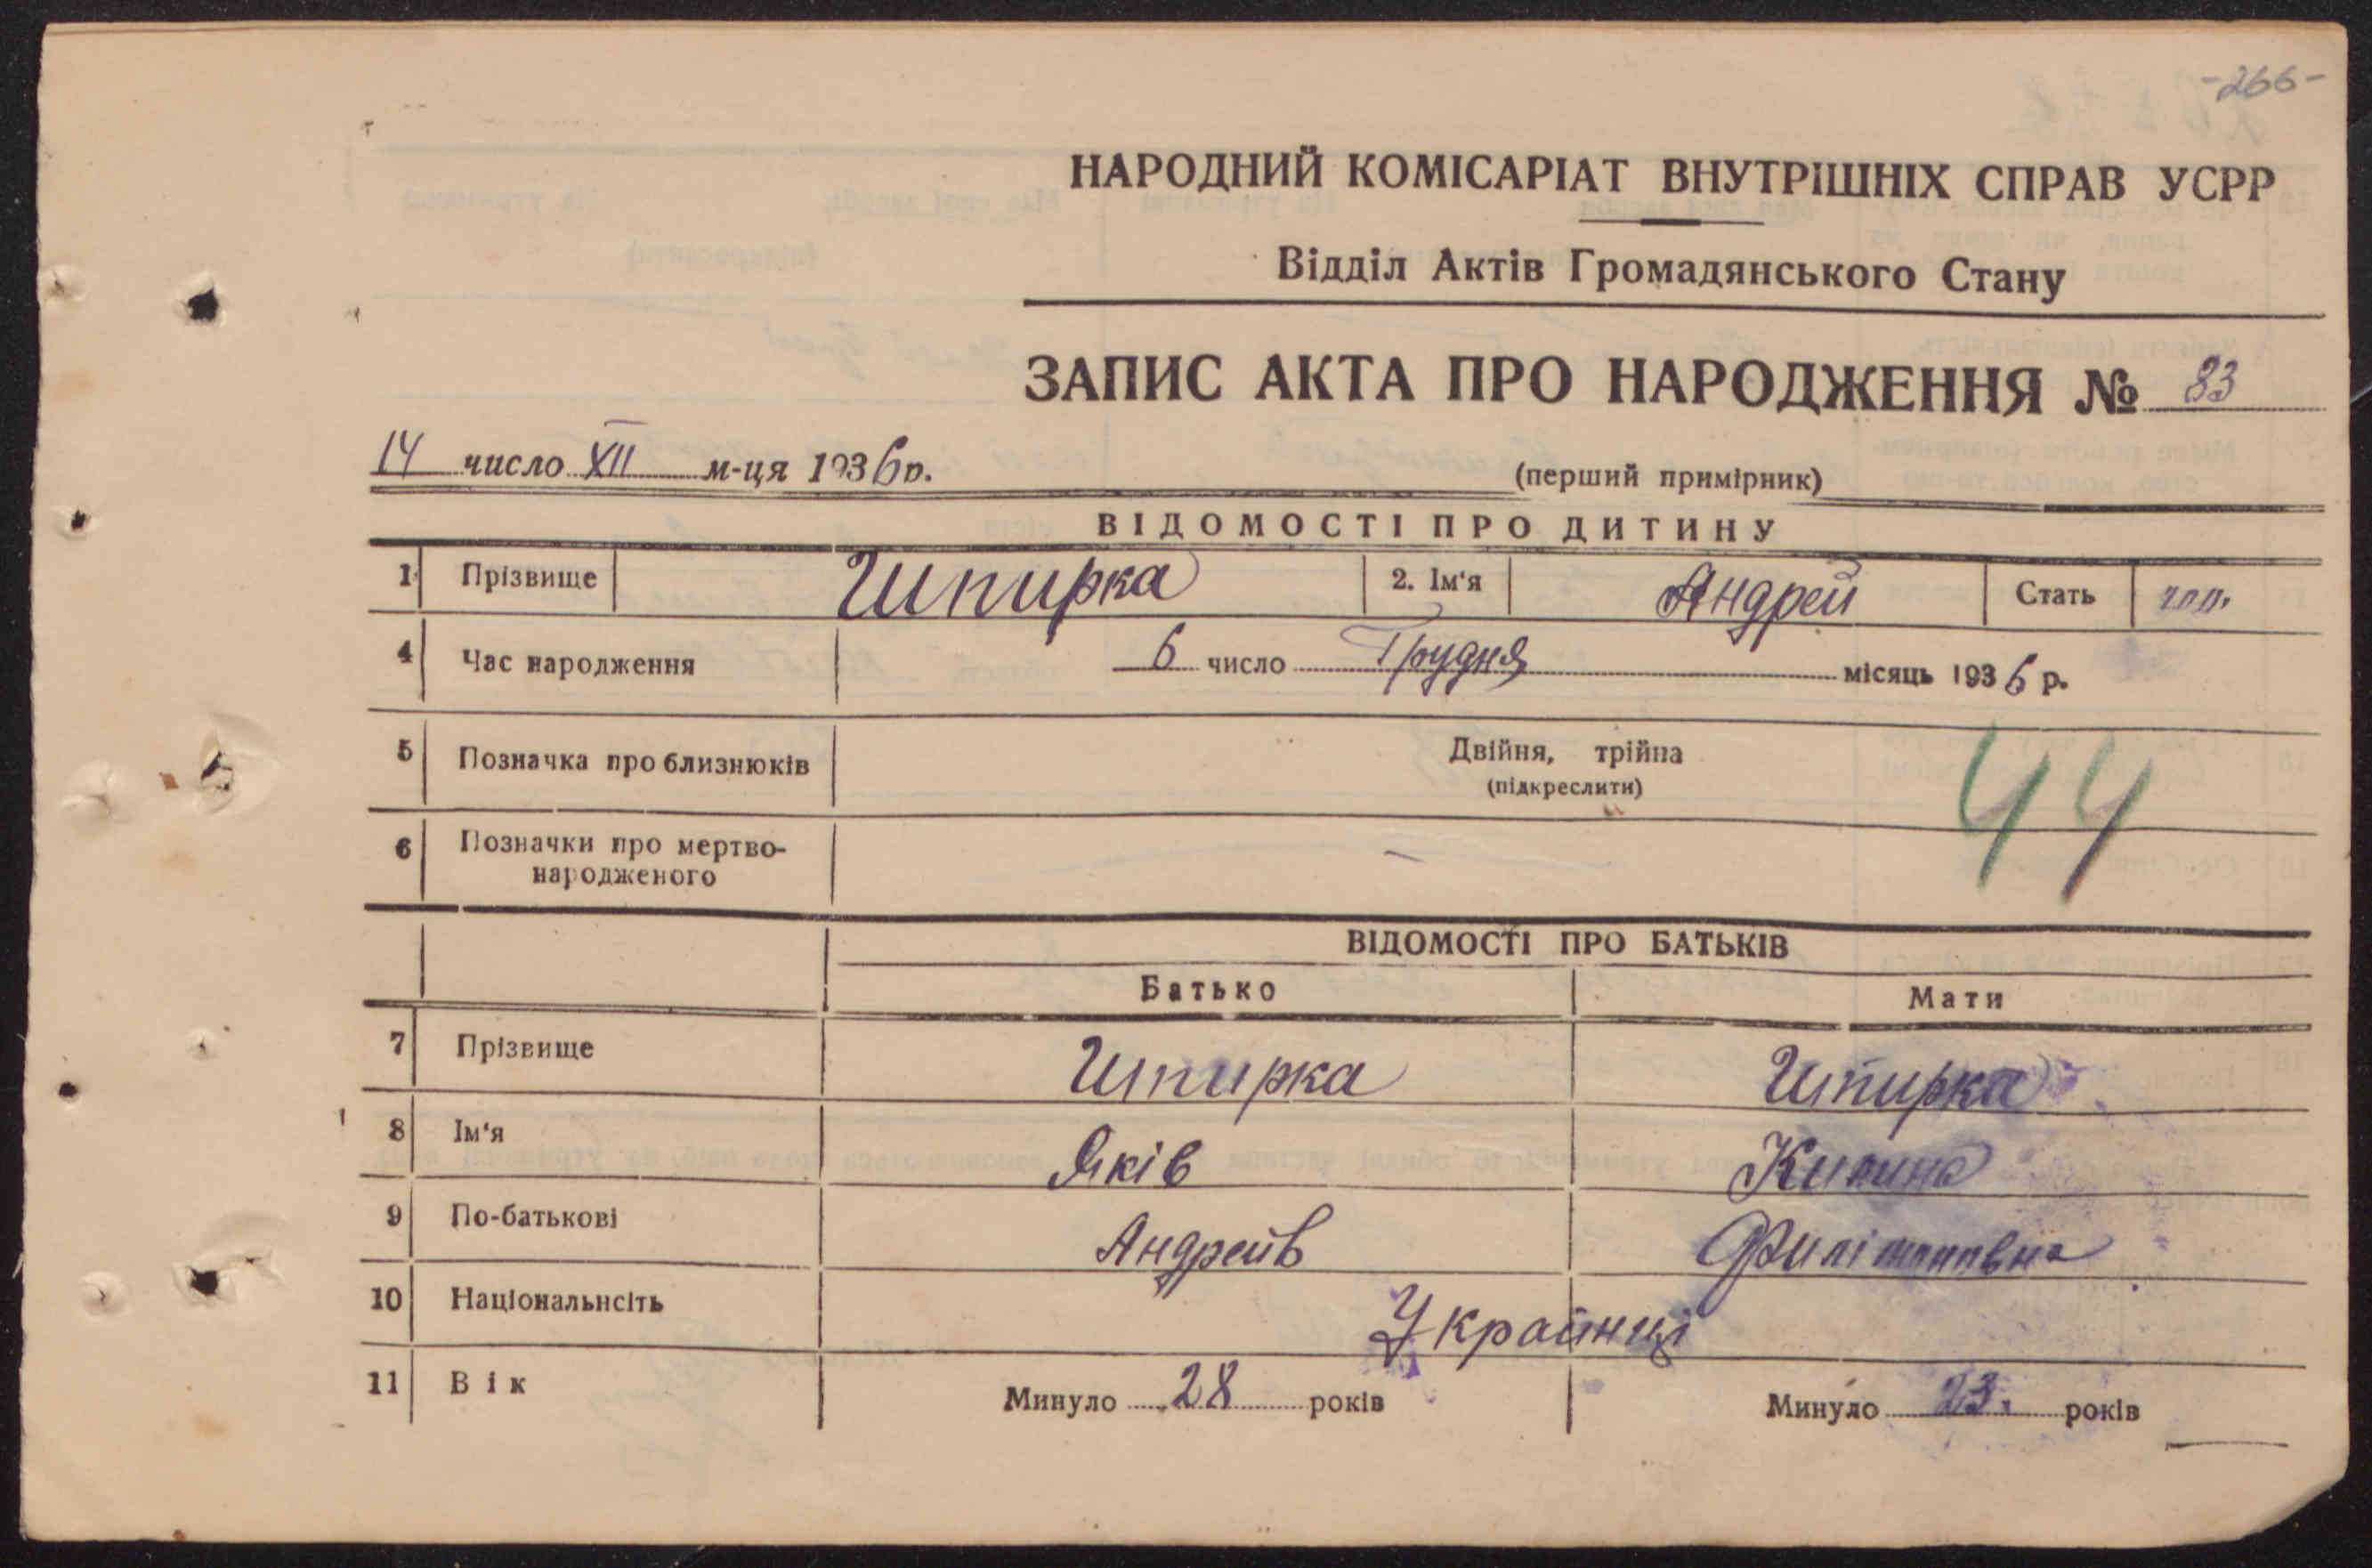 -266-
НАРОДНИЙ КОМІСАРІАТ ВНУТРІШНІХ СПРАВ УСРР
Відділ Актів Громадянського Стану
ЗАПИС АКТА ПРО НАРОДЖЕННЯ № 83
14 число XII м-ця 1936 р.
(перший примірник)
ВІДОМОСТІ ПРО ДИТИНУ
1 Прізвище Шпирка 2. Ім'я Андрей Стать чол.
4 Час народження 6 число Грудня місяць 1936 р.
5 Позначка про близнюків Двійня, трійна
(підкреслити)
44
6 Позначки про мертво-
народженого —
ВІДОМОСТІ ПРО БАТЬКІВ
Батько Мати
7 Прізвище Шпирка Шпирка
8 Ім'я Яків
9 По-батькові Андреїв
10 Національнсіть Українці
11 Вік Минуло 28 років Минуло 23. років